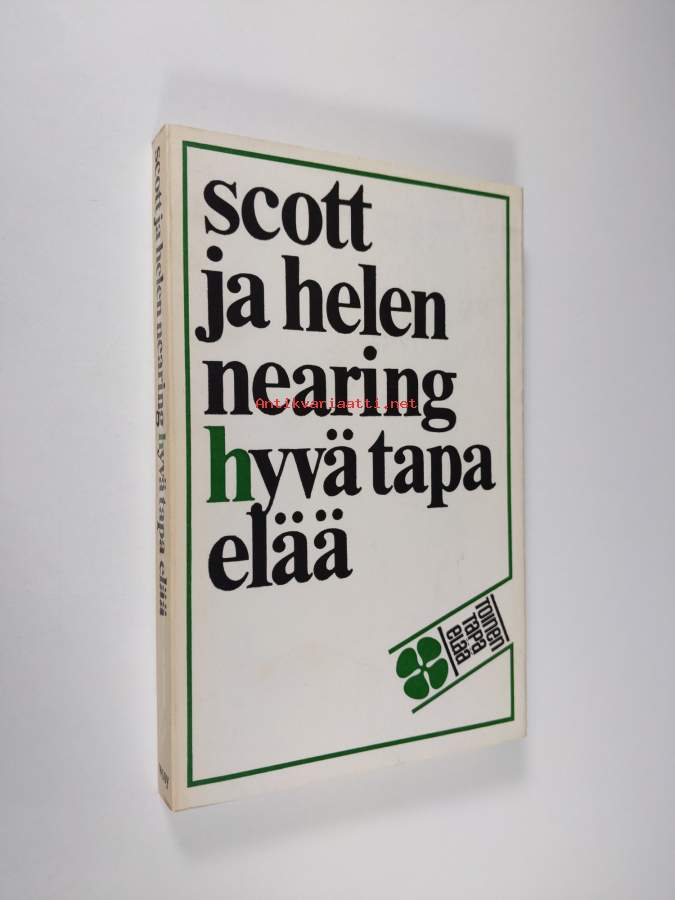 scott
ja helen
nearing
Antikvariaatti.net
hyvä tapa
elää
toinen
tapa
elää
scott ja helen nearing hyvä tapa elää
wsoy